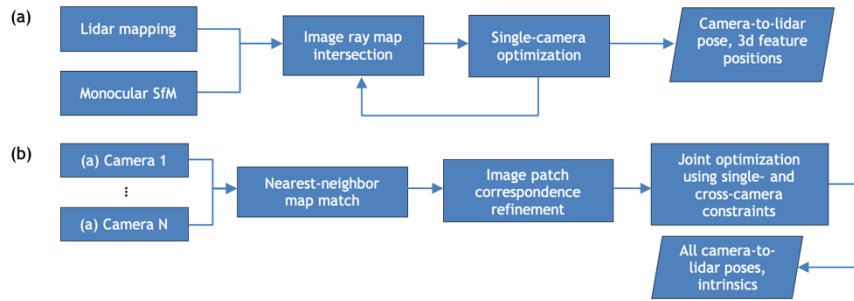 (a)
Lidar mapping
Monocular SfM
Image ray map
intersection
Single-camera
optimization
Camera-to-lidar
pose, 3d feature
positions
(b)
(a) Camera 1
⋮
(a) Camera N
Nearest-neighbor
map match
Image patch
correspondence
refinement
Joint optimization
using single- and
cross-camera
constraints
All camera-to-
lidar poses,
intrinsics